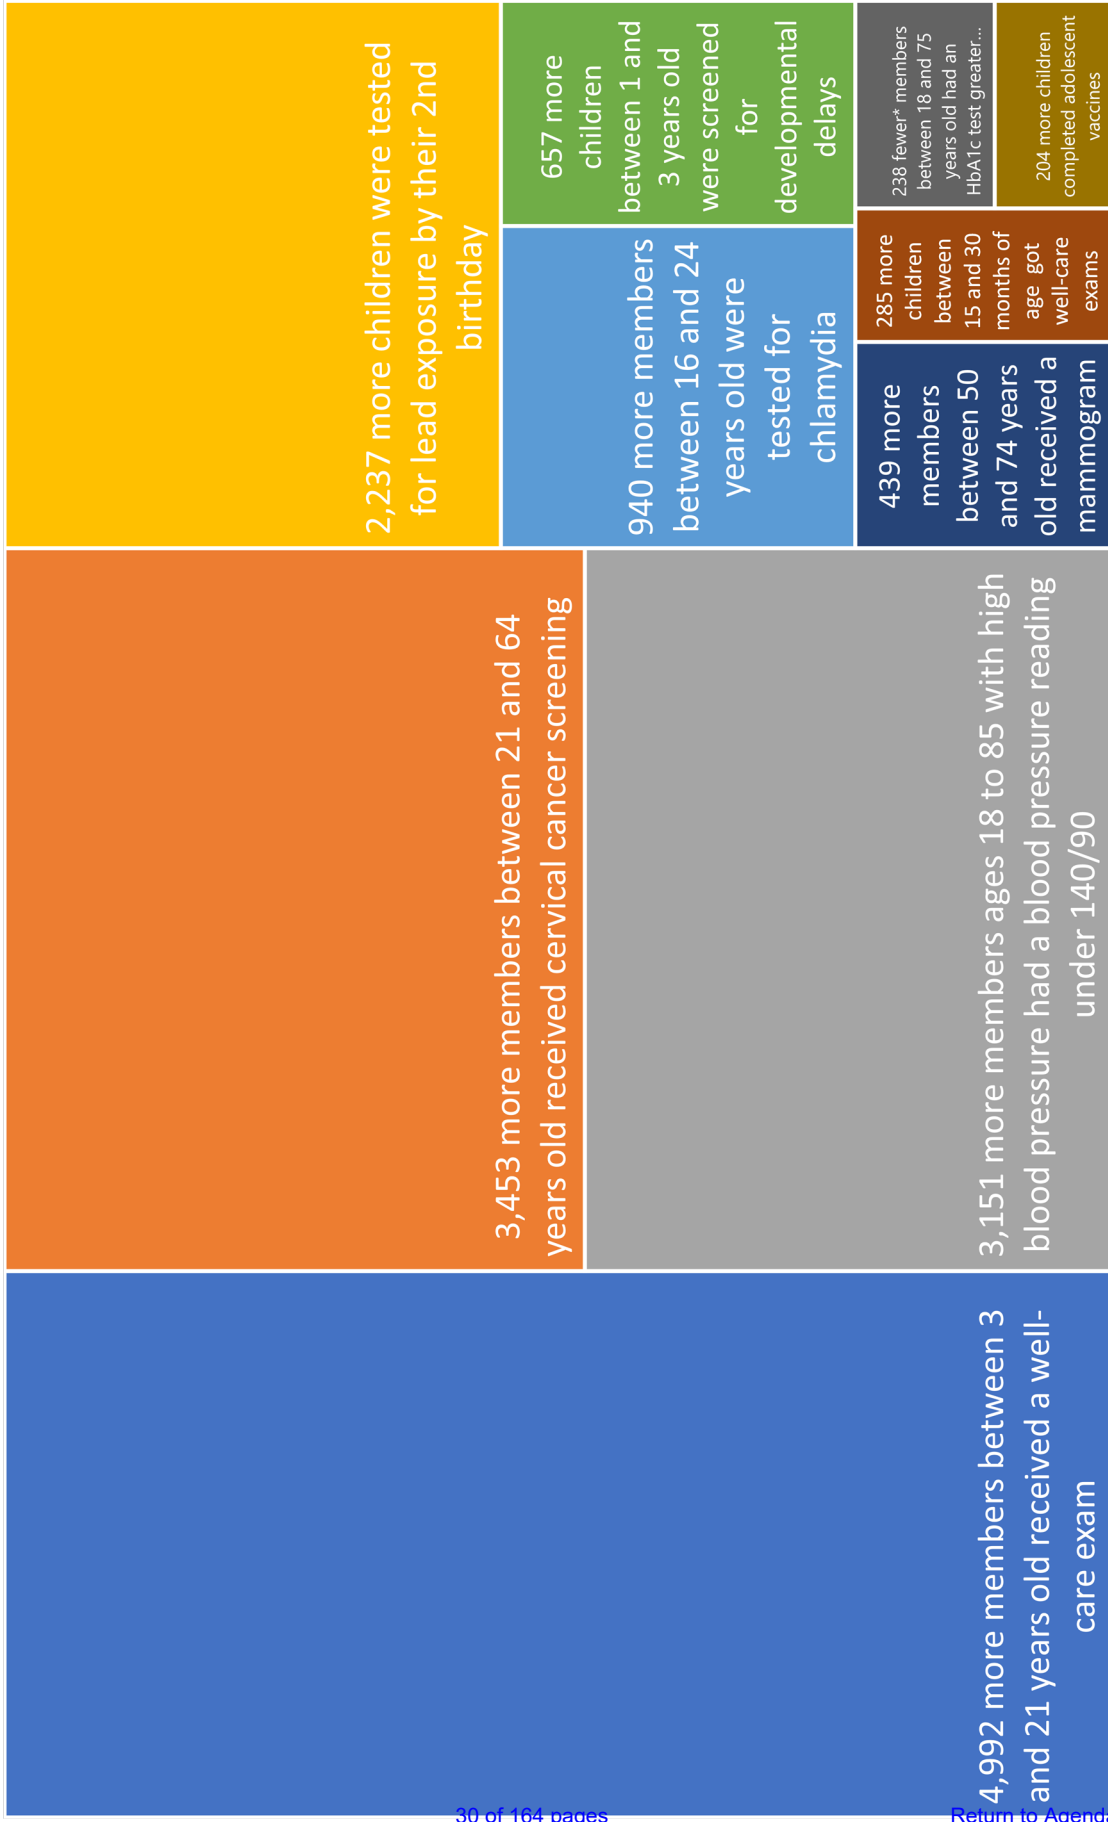 4,992 more members between 3
and 21 years old received a well-
care exam
3,453 more members between 21 and 64
years old received cervical cancer screening
3,151 more members ages 18 to 85 with high
blood pressure had a blood pressure reading
under 140/90
2,237 more children were tested
for lead exposure by their 2nd
birthday
940 more members
between 16 and 24
years old were
tested for
chlamydia
657 more
children
between 1 and
3 years old
were screened
for
developmental
delays
439 more
members
between 50
and 74 years
old received a
mammogram
285 more
children
between
15 and 30
months of
age got
well-care
exams
238 fewer* members
between 18 and 75
years old had an
HbA1c test greater...
204 more children
completed adolescent
vaccines
30 of 164 pages
Return to Agenda